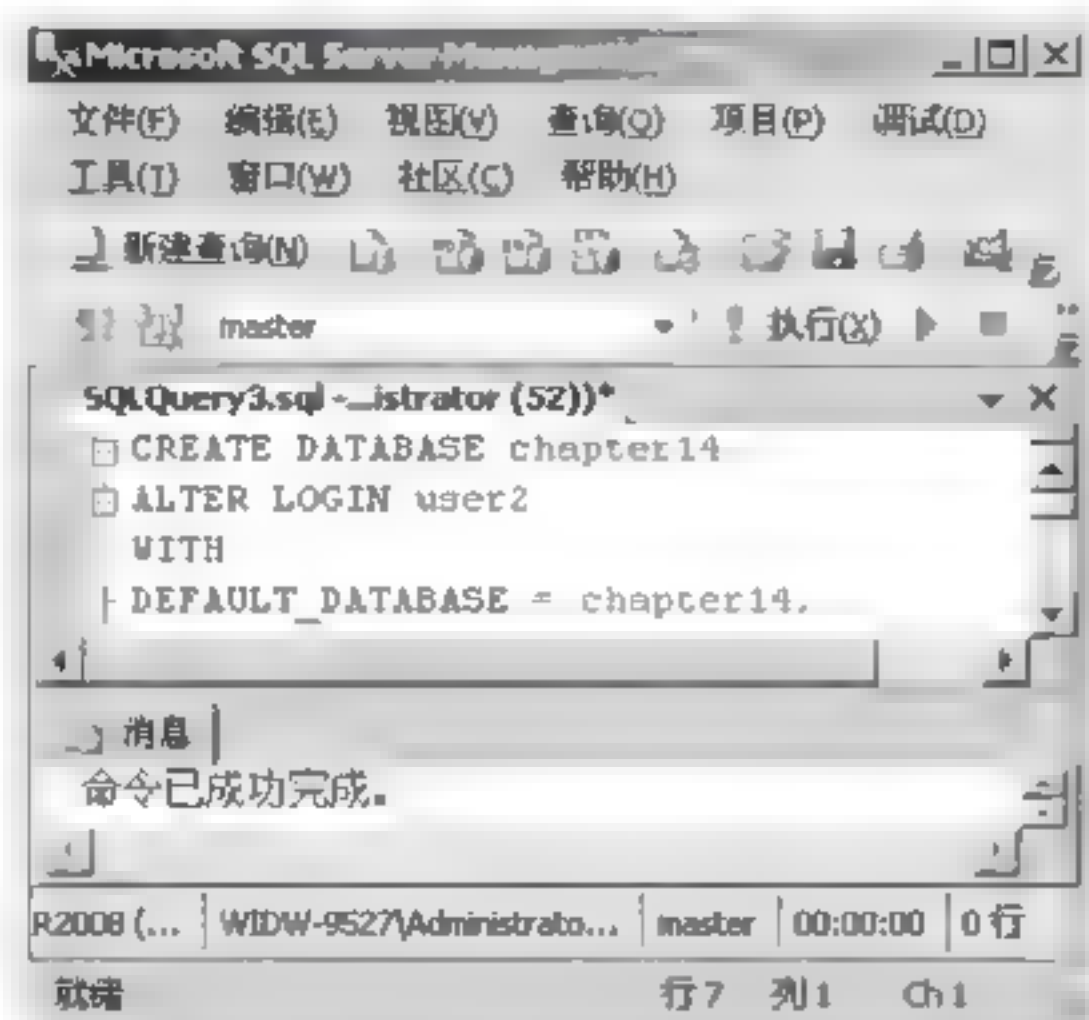 Microsoft SQL Server
文件(F) 编辑(E) 视图(V) 查询(Q) 项目(P) 调试(D)
工具(T) 窗口(W) 社区(C) 帮助(H)
新建查询(N)
master 执行(X)
SQLQuery3.sql -...istrator (52))*
CREATE DATABASE chapter14
ALTER LOGIN user2
WITH
DEFAULT_DATABASE = chapter14,
消息
命令已成功完成。
R2008 (... WIDW-9527\Administrato... master 00:00:00 0 行
就绪 行 7 列 1 Ch 1